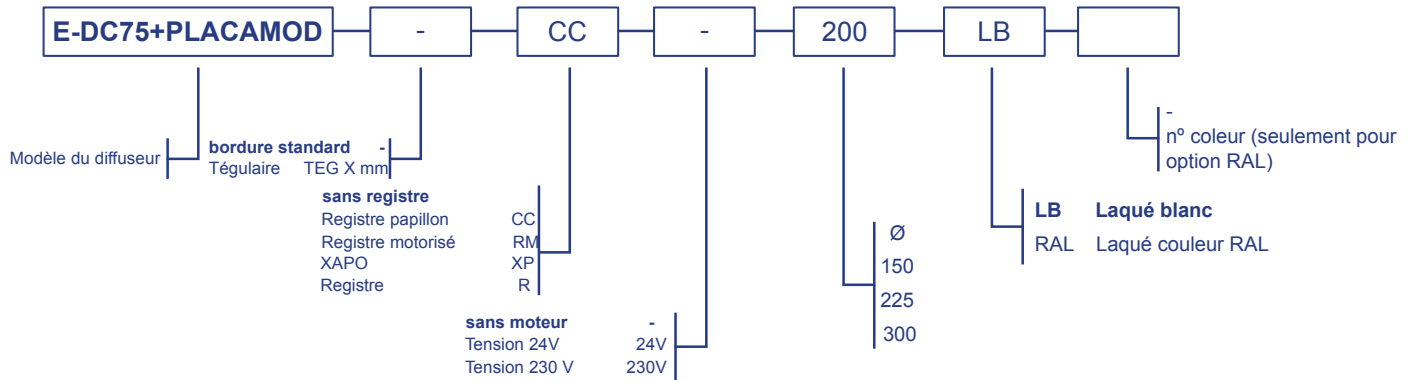 E-DC75+PLACAMOD - CC - 200 LB
Modèle du diffuseur
bordure standard -
Tégulaire TEG X mm
sans registre
Registre papillon CC
Registre motorisé RM
XAPO XP
Registre R
sans moteur -
Tension 24V 24V
Tension 230 V 230V
Ø
150
225
300
LB Laqué blanc
RAL Laqué couleur RAL
-
nº coleur (seulement pour
option RAL)